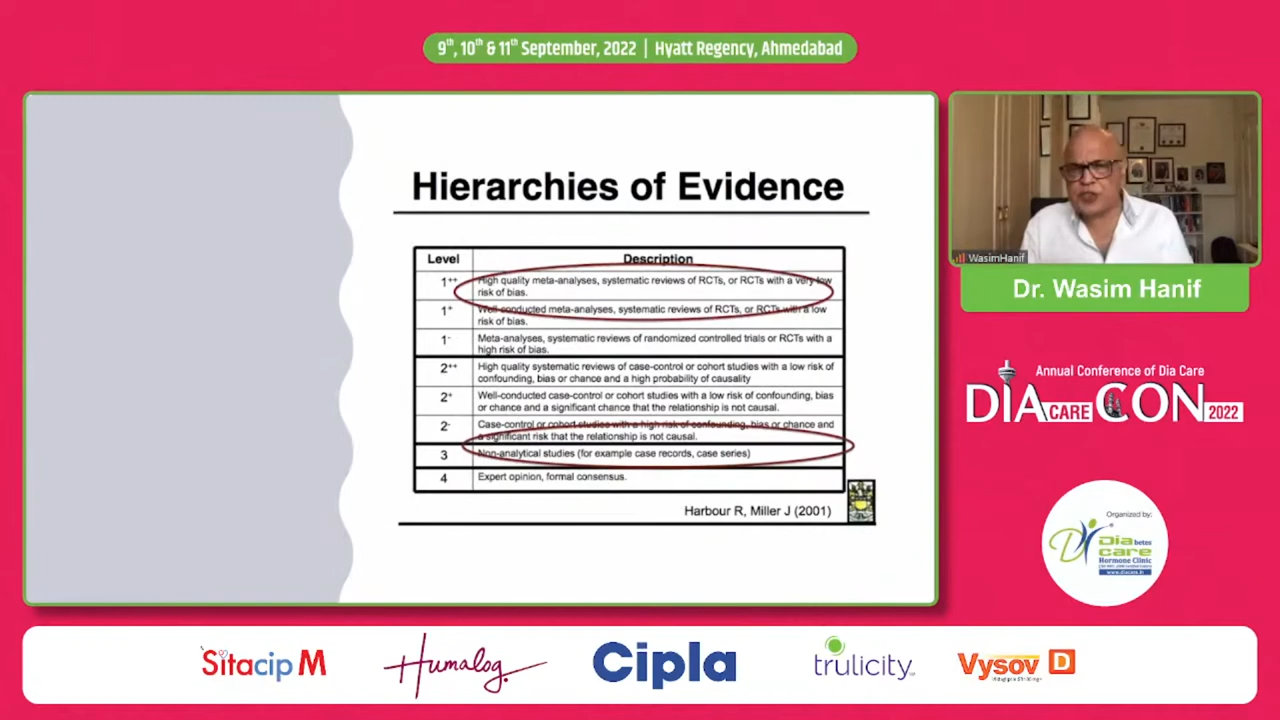 9th, 10th & 11th September, 2022 | Hyatt Regency, Ahmedabad
Hierarchies of Evidence
Level Description
1++ High quality meta-analyses, systematic reviews of RCTs, or RCTs with a very low
risk of bias.
1+ Well-conducted meta-analyses, systematic reviews of RCTs, or RCTs with a low
risk of bias.
1- Meta-analyses, systematic reviews of randomized controlled trials or RCTs with a
high risk of bias.
2++ High quality systematic reviews of case-control or cohort studies with a low risk of
confounding, bias or chance and a high probability of causality
2+ Well-conducted case-control or cohort studies with a low risk of confounding, bias
or chance and a significant chance that the relationship is not causal.
2- Case-control or cohort studies with a high risk of confounding, bias or chance and
a significant risk that the relationship is not causal.
3 Non-analytical studies (for example case records, case series)
4 Expert opinion, formal consensus.
Harbour R, Miller J (2001)
WasimHanif
Dr. Wasim Hanif
Annual Conference of Dia Care
DIA CARE CON 2022
Organized by:
Diabetes
care
Hormone Clinic
www.diacare.in
Sitacip M
Humalog
Cipla
trulicity
Vysov D